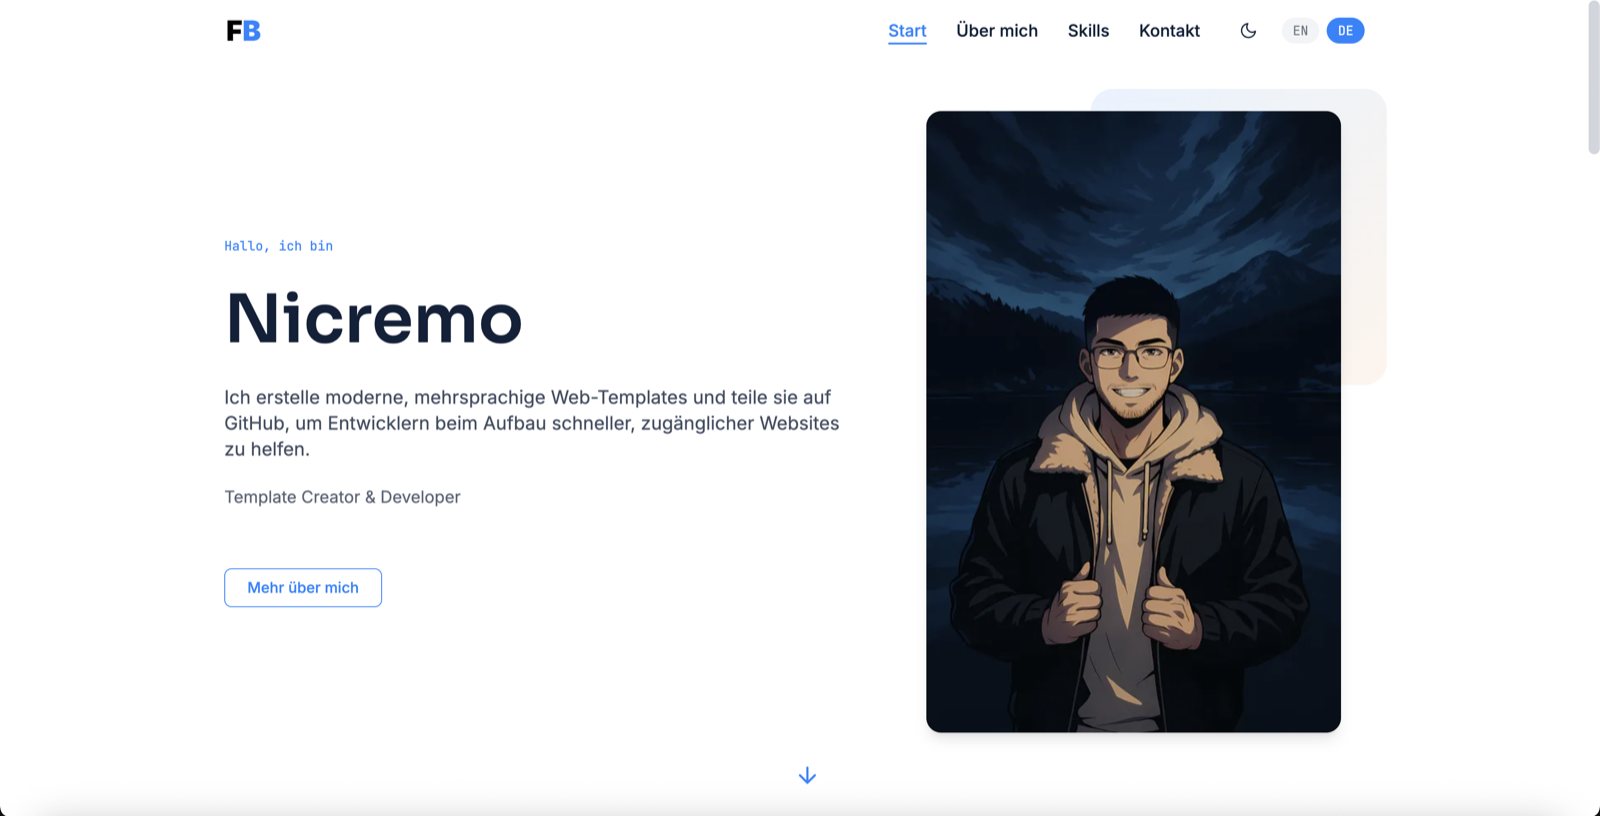 FB
Start
Über mich
Skills
Kontakt
EN
DE
Hallo, ich bin
Nicremo
Ich erstelle moderne, mehrsprachige Web-Templates und teile sie auf
GitHub, um Entwicklern beim Aufbau schneller, zugänglicher Websites
zu helfen.
Template Creator & Developer
Mehr über mich